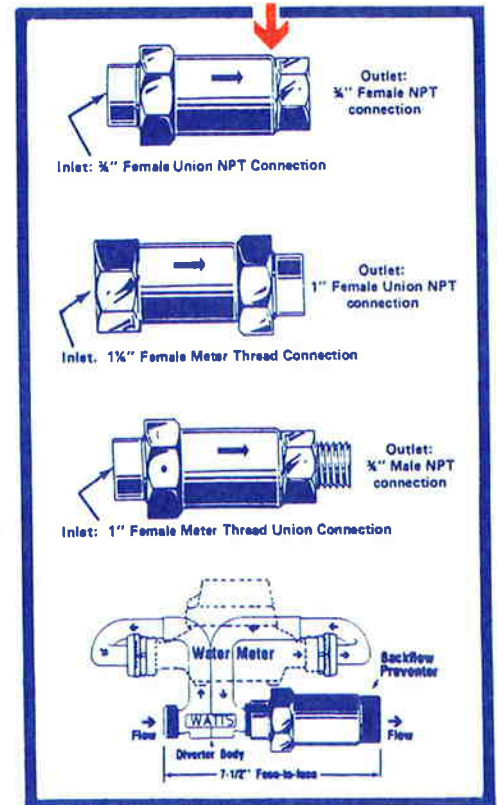 Outlet:
¾" Female NPT
connection
Inlet: ¾" Female Union NPT Connection
Outlet:
1" Female Union NPT
connection
Inlet. 1¼" Female Meter Thread Connection
Outlet:
¾" Male NPT
connection
Inlet: 1" Female Meter Thread Union Connection
Water Meter
Backflow
Preventer
WATTS
Flow
Flow
Diverter Body
7-1/2" Face-to-face